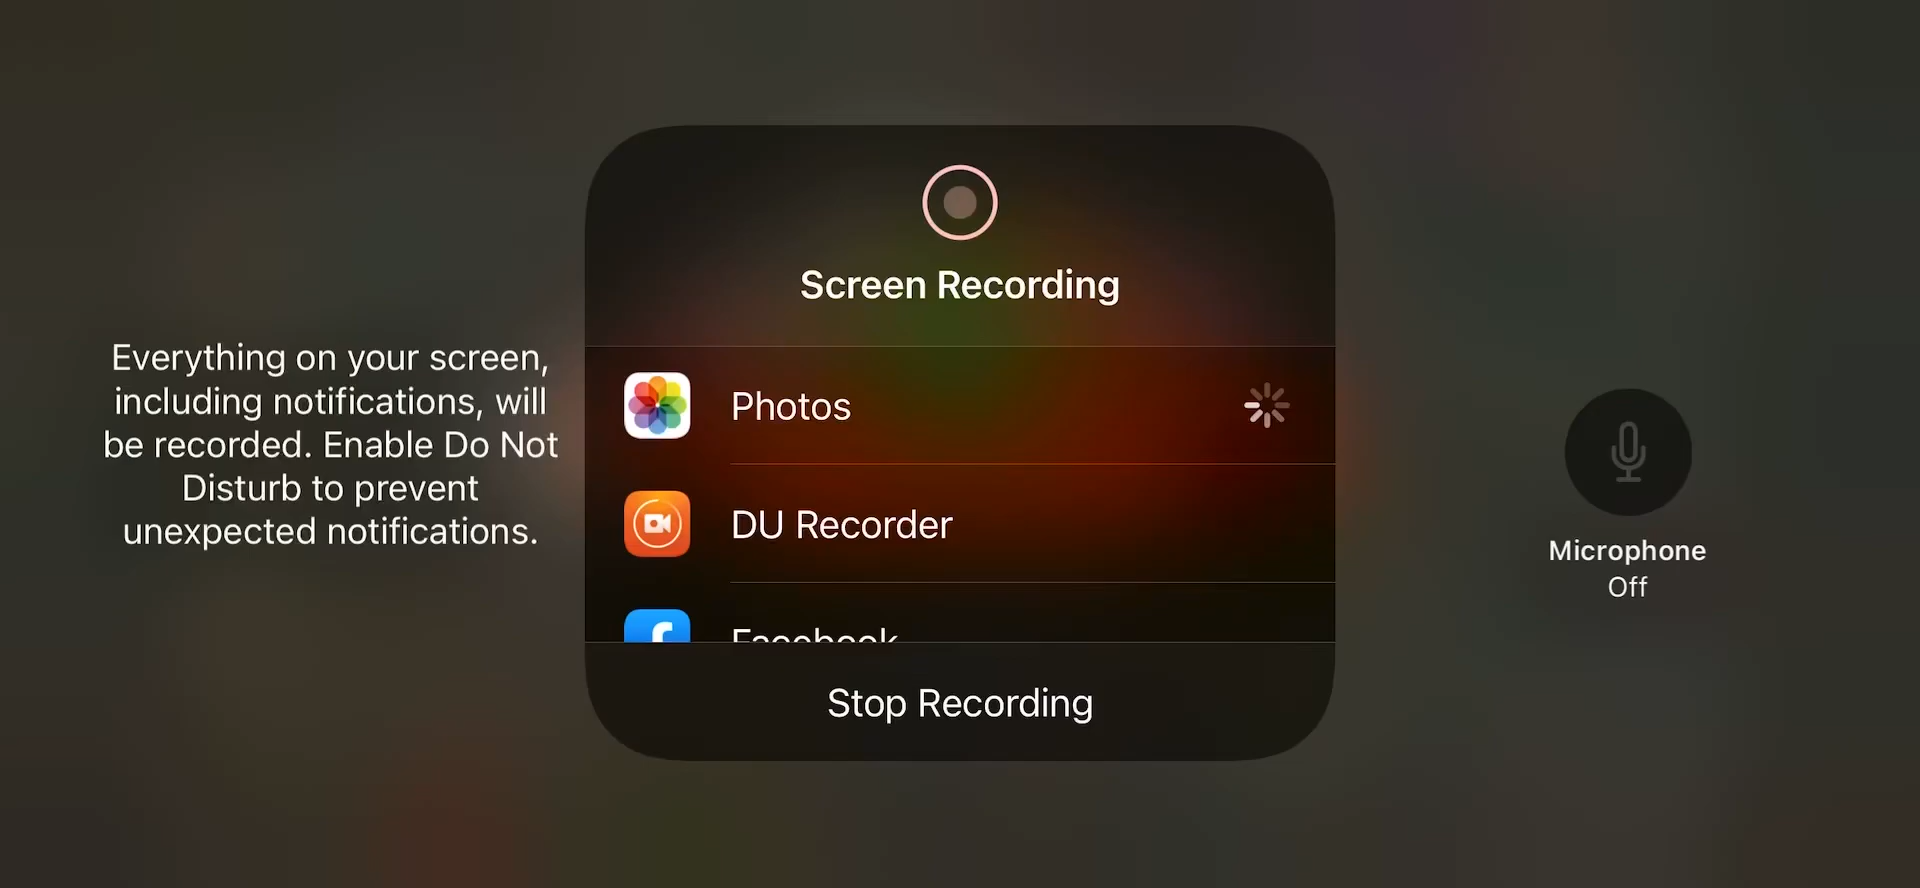 Everything on your screen,
including notifications, will
be recorded. Enable Do Not
Disturb to prevent
unexpected notifications.
Screen Recording
Photos
DU Recorder
Facebook
Stop Recording
Microphone
Off